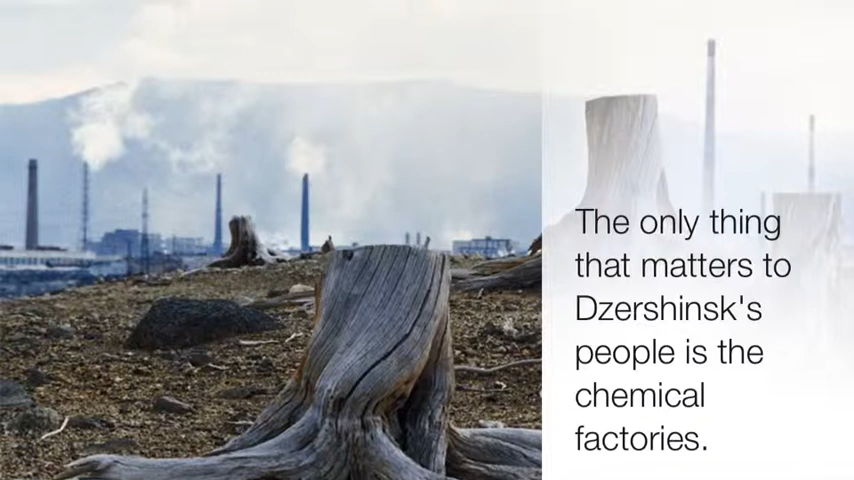 The only thing
that matters to
Dzershinsk's
people is the
chemical
factories.